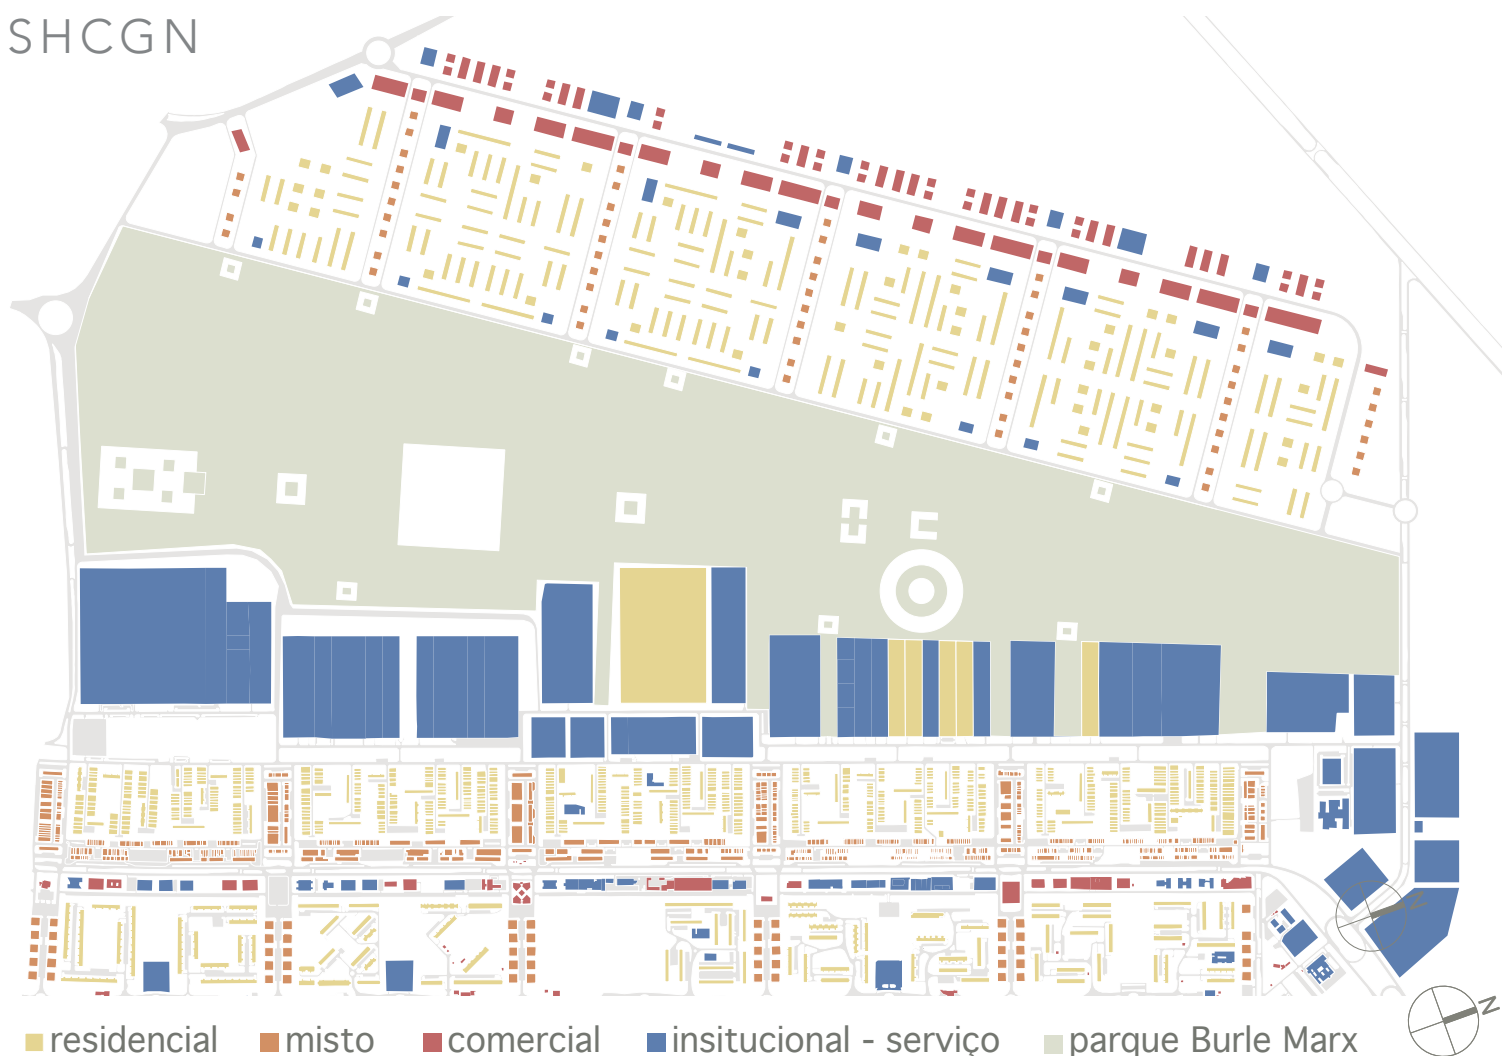 SHCGN
N
residencial misto comercial insitucional - serviço parque Burle Marx
N